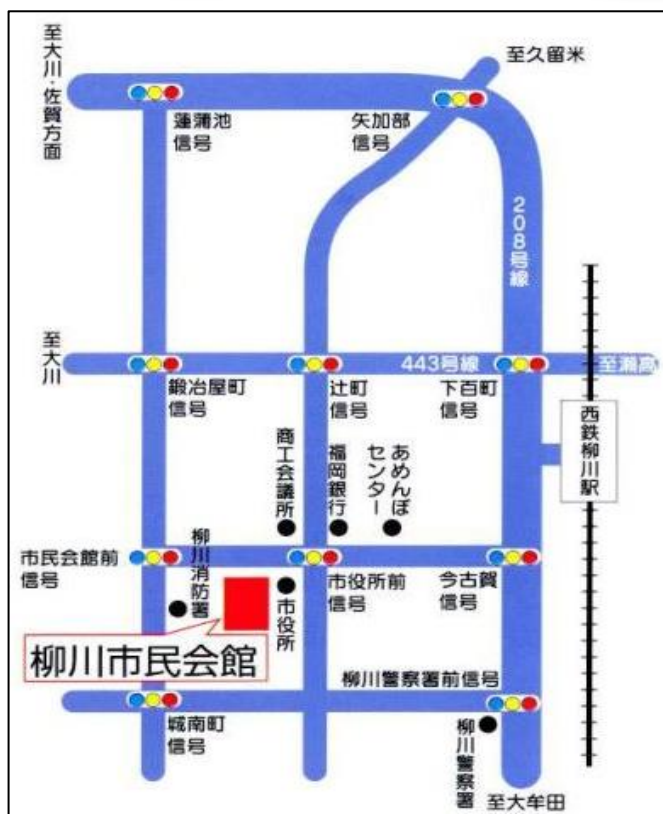 至大川・佐賀方面
至久留米
蓮蒲池
信号
矢加部
信号
208号線
至大川
443号線
至瀬高
鍛冶屋町
信号
辻町
信号
下百町
信号
西鉄柳川駅
商工会議所
福岡銀行
あめんぼ
センター
市民会館前
信号
柳川消防署
市役所
市役所前
信号
今古賀
信号
柳川市民会館
柳川警察署前信号
城南町
信号
柳川警察署
至大牟田